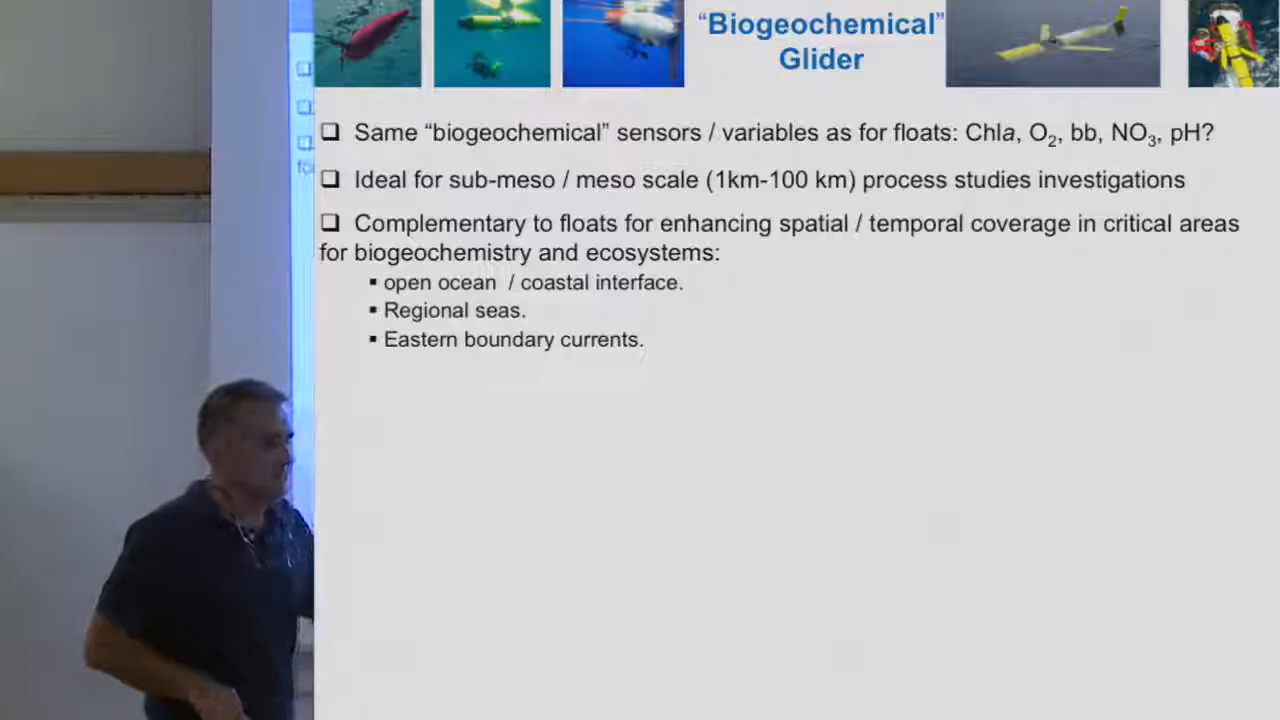 “Biogeochemical”
Glider
❑ Same “biogeochemical” sensors / variables as for floats: Chla, O₂, bb, NO₃, pH?
❑ Ideal for sub-meso / meso scale (1km-100 km) process studies investigations
❑ Complementary to floats for enhancing spatial / temporal coverage in critical areas
for biogeochemistry and ecosystems:
▪ open ocean / coastal interface.
▪ Regional seas.
▪ Eastern boundary currents.